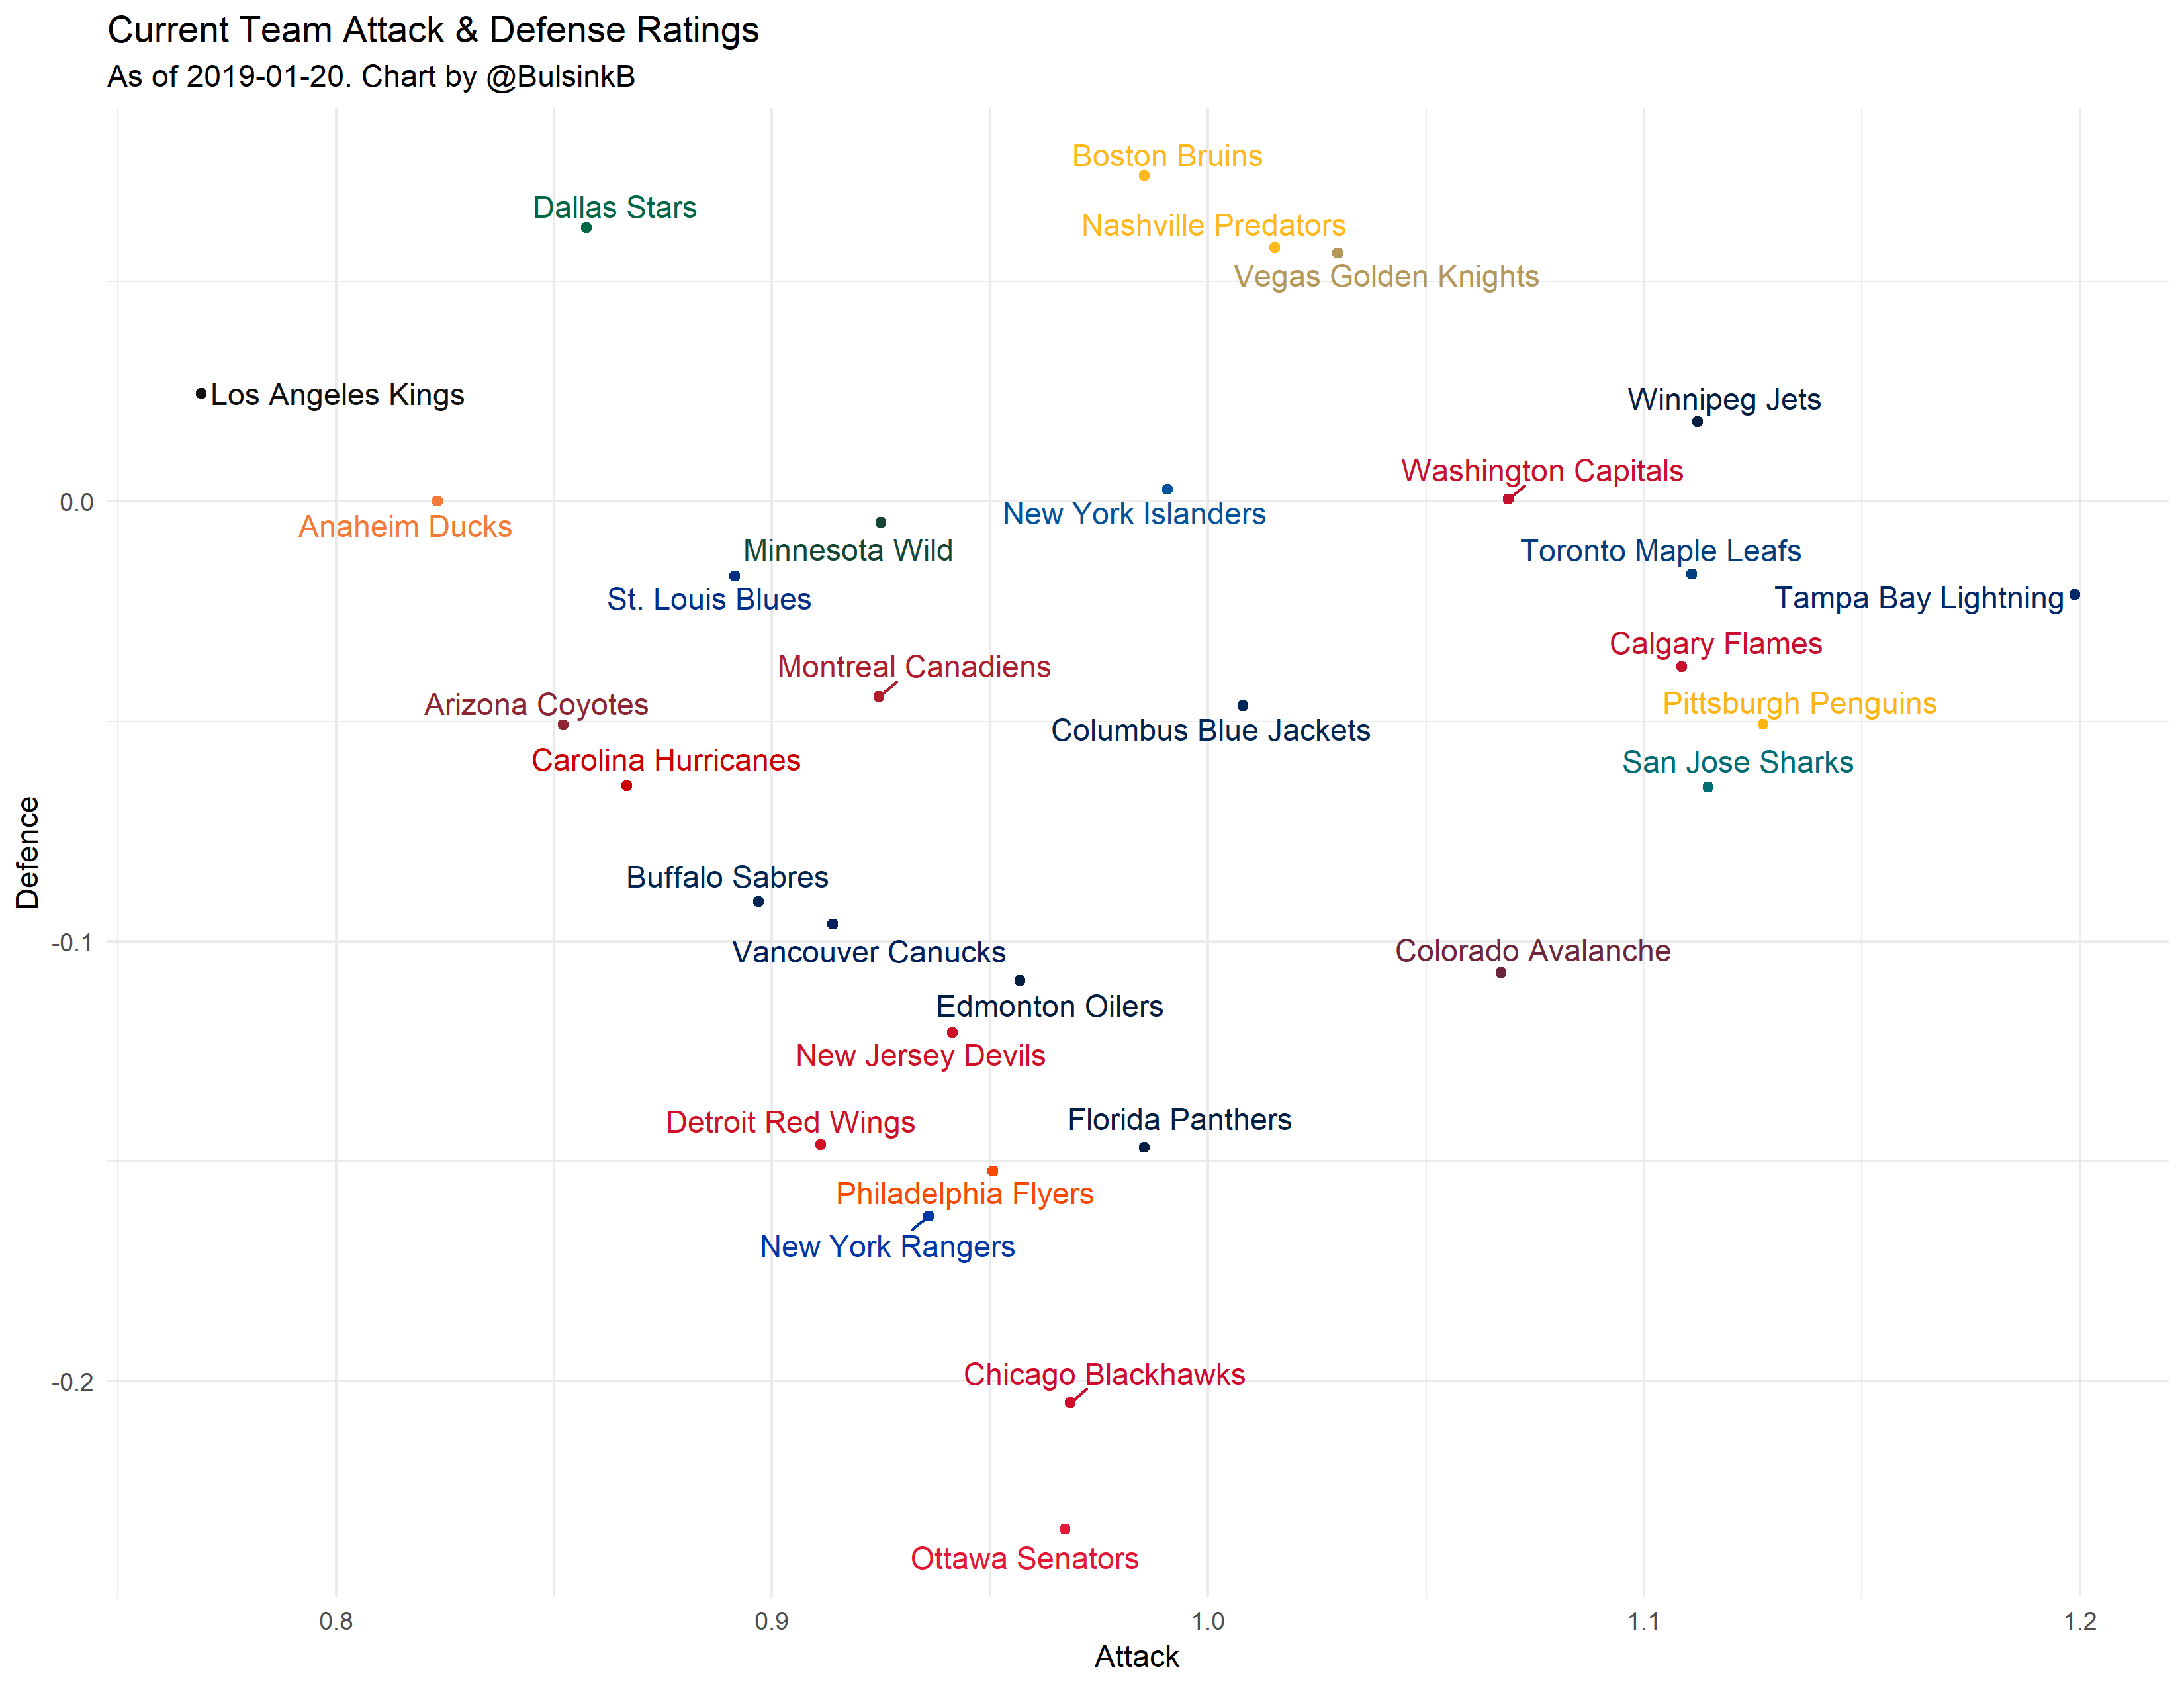 Current Team Attack & Defense Ratings
As of 2019-01-20. Chart by @BulsinkB
Boston Bruins
Dallas Stars
Nashville Predators
Vegas Golden Knights
Los Angeles Kings
Winnipeg Jets
Washington Capitals
0.0
New York Islanders
Anaheim Ducks
Minnesota Wild
Toronto Maple Leafs
St. Louis Blues
Tampa Bay Lightning
Calgary Flames
Montreal Canadiens
Arizona Coyotes
Pittsburgh Penguins
Columbus Blue Jackets
Carolina Hurricanes
San Jose Sharks
Defence
Buffalo Sabres
-0.1
Vancouver Canucks
Colorado Avalanche
Edmonton Oilers
New Jersey Devils
Detroit Red Wings
Florida Panthers
Philadelphia Flyers
New York Rangers
Chicago Blackhawks
-0.2
Ottawa Senators
0.8
0.9
1.0
1.1
1.2
Attack